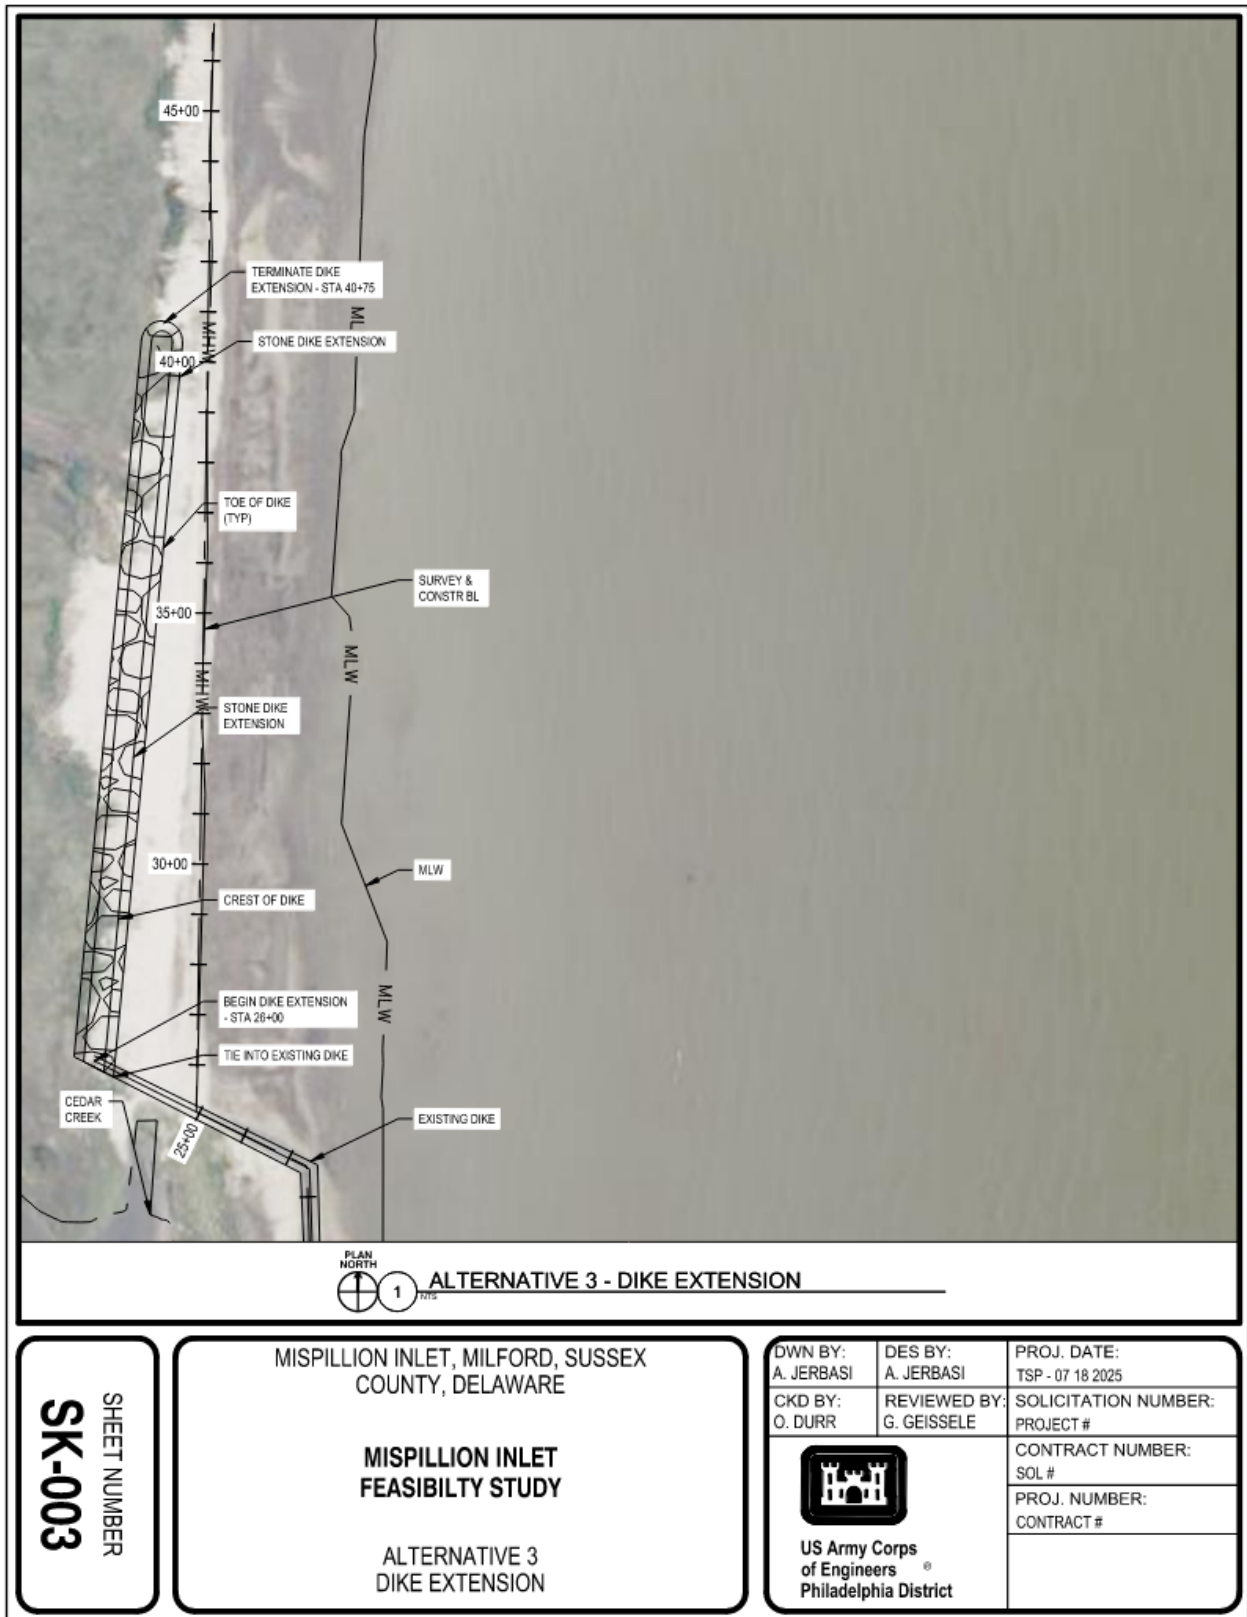 45+00
TERMINATE DIKE
EXTENSION - STA 40+75
MHW
ML
STONE DIKE EXTENSION
40+00
TOE OF DIKE
(TYP)
SURVEY &
CONSTR BL
35+00
MLW
MHW
STONE DIKE
EXTENSION
30+00
MLW
CREST OF DIKE
MLW
BEGIN DIKE EXTENSION
- STA 26+00
TIE INTO EXISTING DIKE
CEDAR
CREEK
25+00
EXISTING DIKE
PLAN
NORTH
1
ALTERNATIVE 3 - DIKE EXTENSION
NTS
SHEET NUMBER
SK-003
MISPILLION INLET, MILFORD, SUSSEX
COUNTY, DELAWARE
MISPILLION INLET
FEASIBILTY STUDY
ALTERNATIVE 3
DIKE EXTENSION
DWN BY:
A. JERBASI
DES BY:
A. JERBASI
PROJ. DATE:
TSP - 07 18 2025
CKD BY:
O. DURR
REVIEWED BY:
G. GEISSELE
SOLICITATION NUMBER:
PROJECT #
CONTRACT NUMBER:
SOL #
PROJ. NUMBER:
CONTRACT #
US Army Corps
of Engineers ®
Philadelphia District